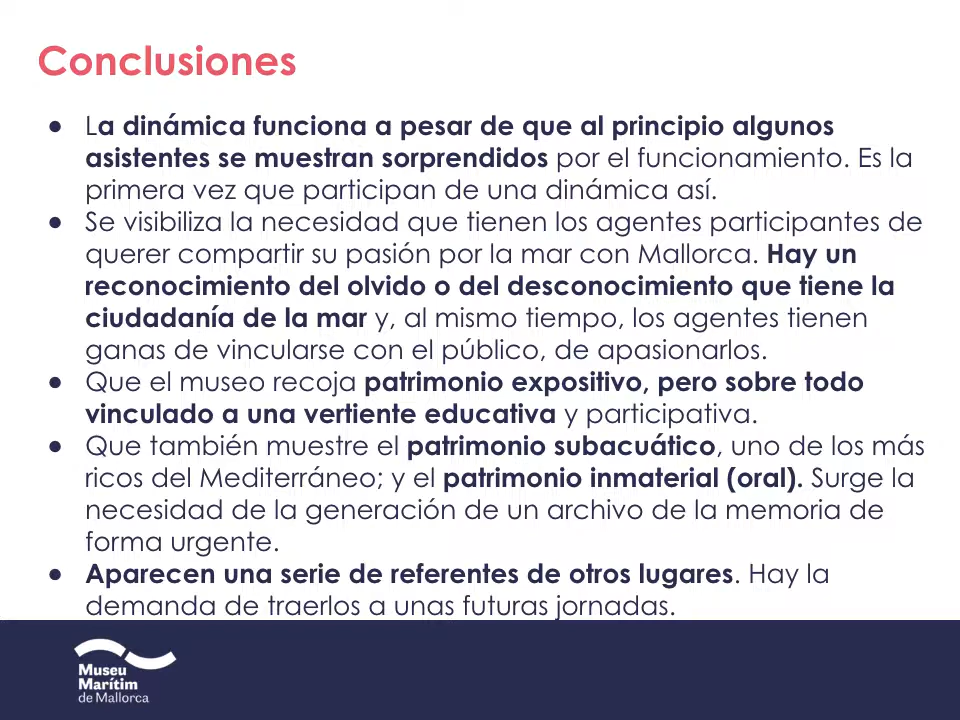 Conclusiones
● La dinámica funciona a pesar de que al principio algunos
asistentes se muestran sorprendidos por el funcionamiento. Es la
primera vez que participan de una dinámica así.
● Se visibiliza la necesidad que tienen los agentes participantes de
querer compartir su pasión por la mar con Mallorca. Hay un
reconocimiento del olvido o del desconocimiento que tiene la
ciudadanía de la mar y, al mismo tiempo, los agentes tienen
ganas de vincularse con el público, de apasionarlos.
● Que el museo recoja patrimonio expositivo, pero sobre todo
vinculado a una vertiente educativa y participativa.
● Que también muestre el patrimonio subacuático, uno de los más
ricos del Mediterráneo; y el patrimonio inmaterial (oral). Surge la
necesidad de la generación de un archivo de la memoria de
forma urgente.
● Aparecen una serie de referentes de otros lugares. Hay la
demanda de traerlos a unas futuras jornadas.
Museu
Marítim
de Mallorca